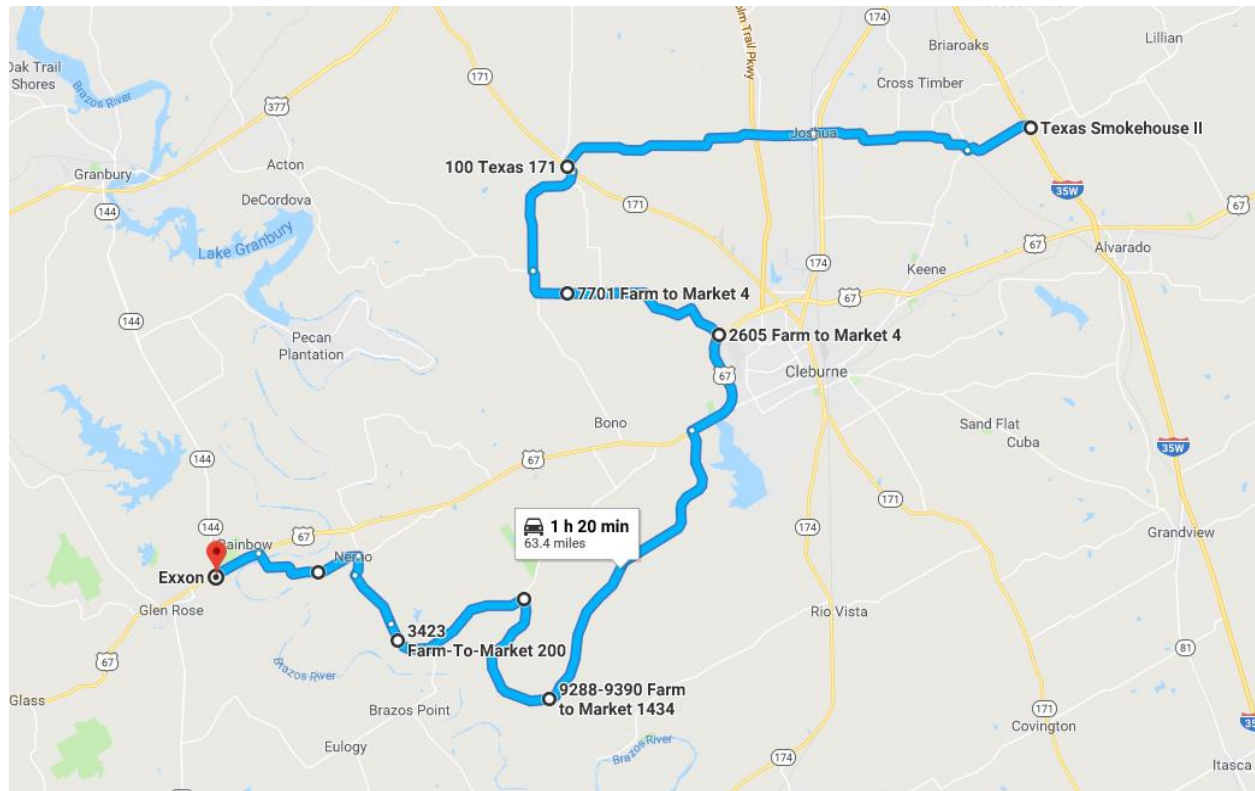 174
olm Trail Pkwy
Lillian
Briaroaks
Oak Trail
Shores
171
Cross Timber
Brazos River
377
Joshua
Texas Smokehouse II
Acton
100 Texas 171
Granbury
35W
DeCordova
144
171
67
Lake Granbury
67
Alvarado
174
Keene
7701 Farm to Market 4
67
144
2605 Farm to Market 4
Pecan
Plantation
67
Cleburne
Bono
Sand Flat
Cuba
144
67
35W
171
144
67
174
Grandview
1 h 20 min
63.4 miles
Rainbow
Nemo
Exxon
Glen Rose
Rio Vista
3423
Farm-To-Market 200
81
67
Brazos River
9288-9390 Farm
to Market 1434
Glass
Brazos Point
171
Covington
Eulogy
Brazos River
174
35
Itasca